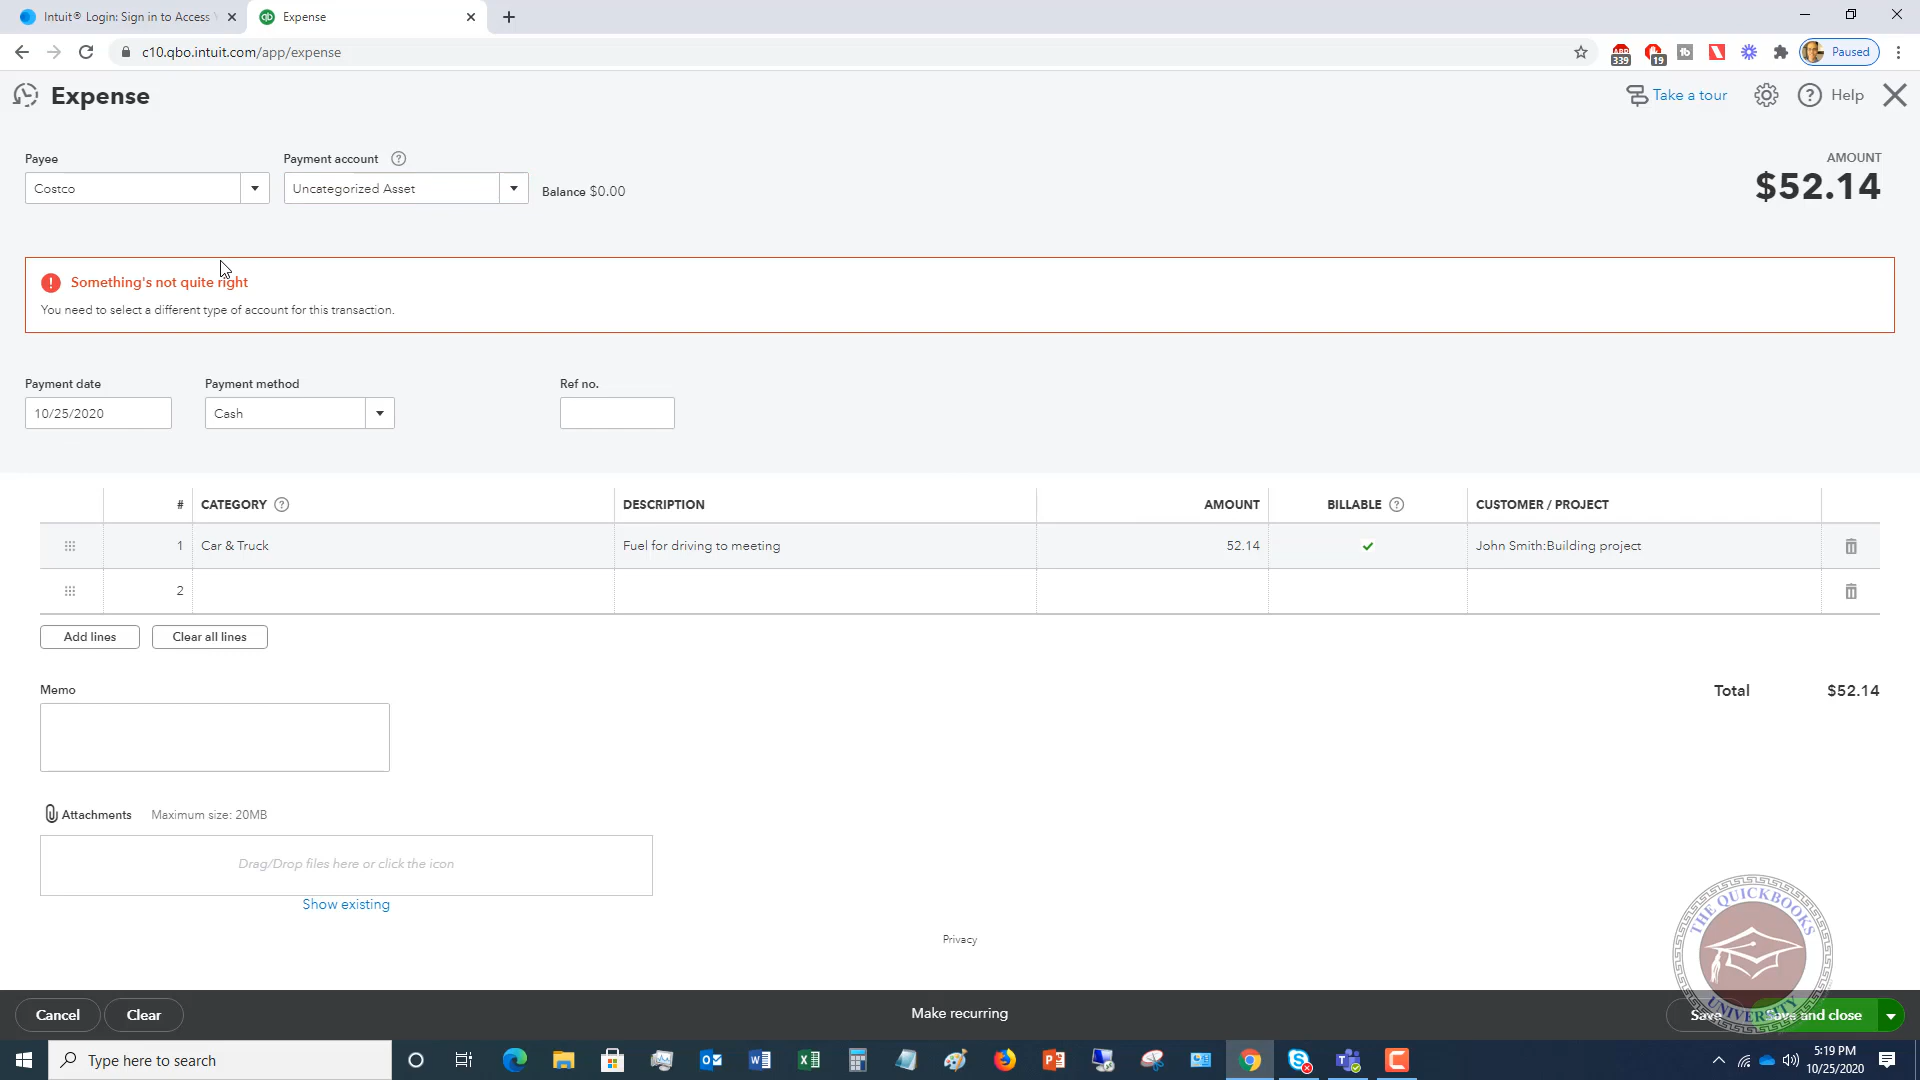 Intuit® Login: Sign in to Access
Expense
c10.qbo.intuit.com/app/expense
339
19
Paused
Expense
Take a tour
Help
Payee
Payment account
AMOUNT
Costco
Uncategorized Asset
Balance $0.00
$52.14
Something's not quite right
You need to select a different type of account for this transaction.
Payment date
Payment method
Ref no.
10/25/2020
Cash
# CATEGORY DESCRIPTION AMOUNT BILLABLE CUSTOMER / PROJECT
1 Car & Truck Fuel for driving to meeting 52.14 John Smith:Building project
2
Add lines
Clear all lines
Memo
Total $52.14
Attachments Maximum size: 20MB
Drag/Drop files here or click the icon
Show existing
Privacy
THE QUICKBOOKS
UNIVERSITY
Cancel
Clear
Make recurring
Save
Save and close
Type here to search
5:19 PM
10/25/2020